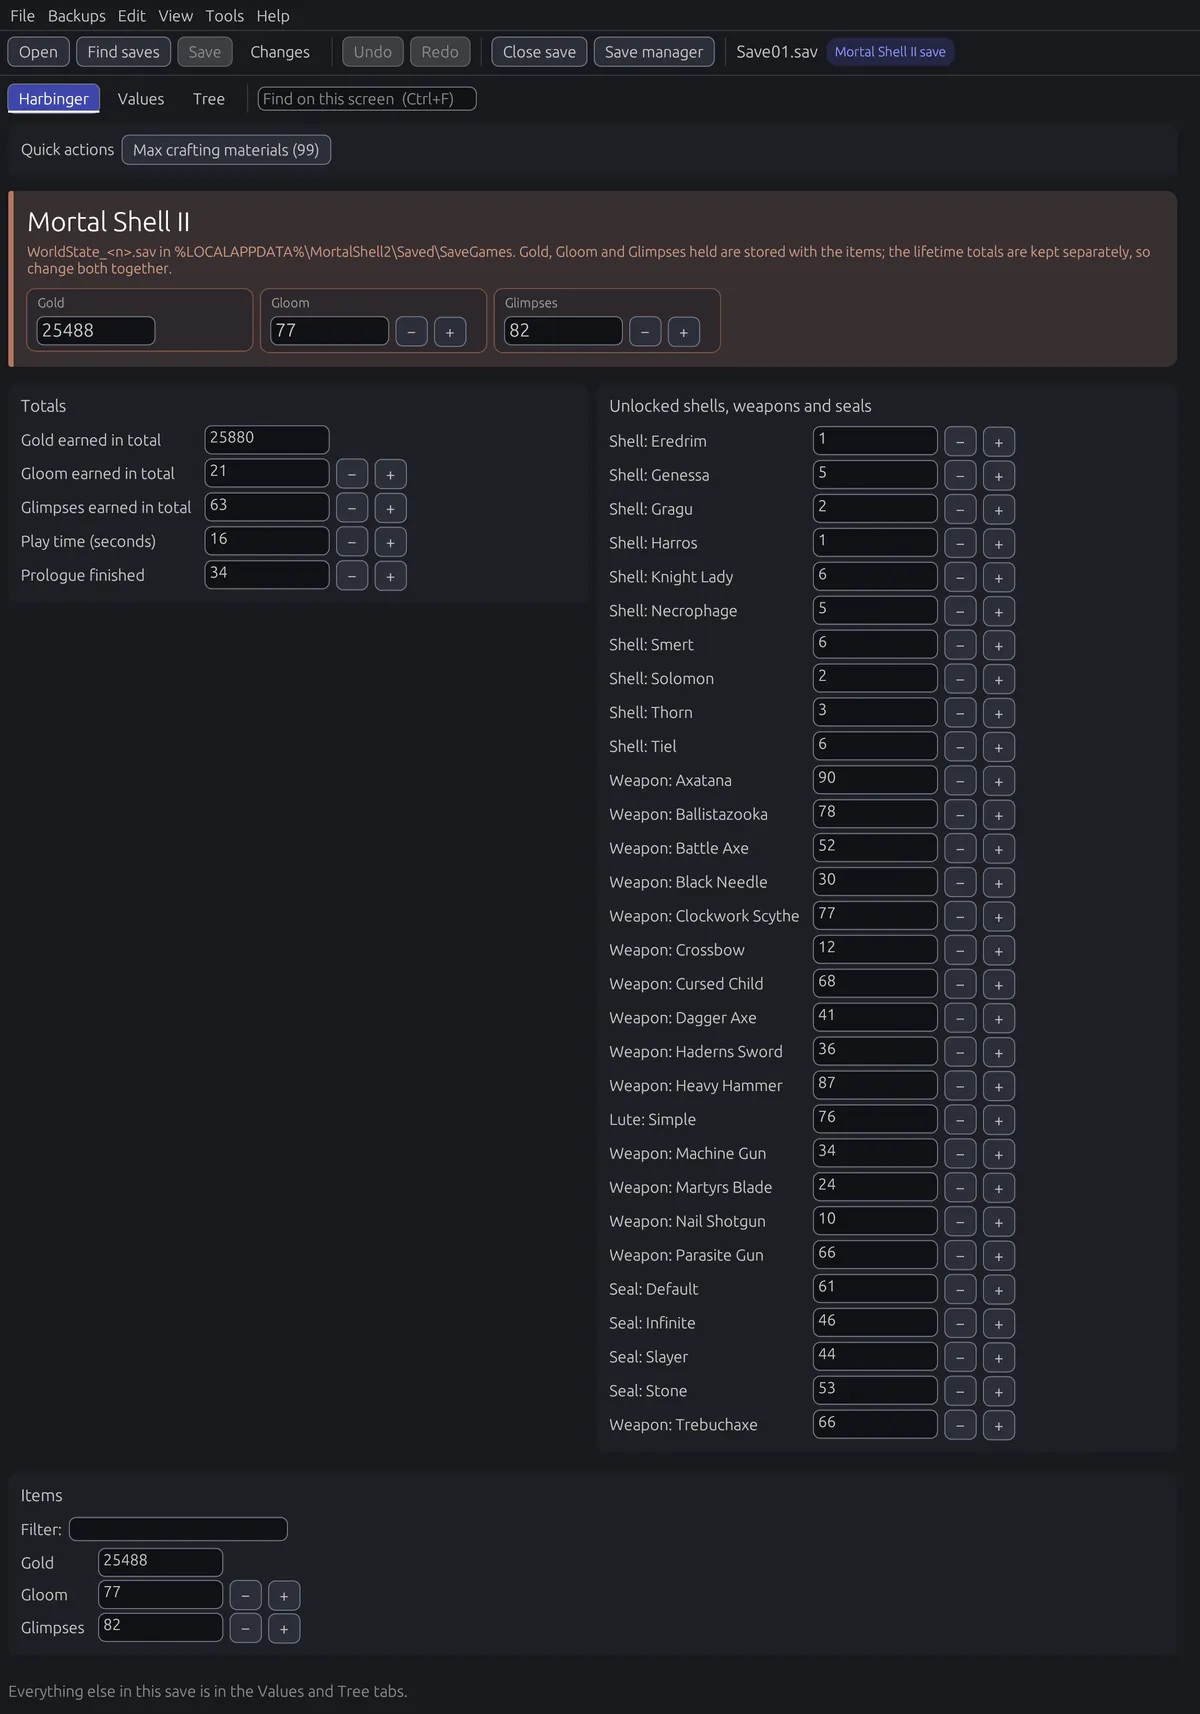 File Backups Edit View Tools Help
Open Find saves Save Changes Undo Redo Close save Save manager Save01.sav Mortal Shell II save
Harbinger Values Tree Find on this screen (Ctrl+F)
Quick actions Max crafting materials (99)
Mortal Shell II
WorldState_<n>.sav in %LOCALAPPDATA%\MortalShell2\Saved\SaveGames. Gold, Gloom and Glimpses held are stored with the items; the lifetime totals are kept separately, so
change both together.
Gold Gloom Glimpses
25488 77 − + 82 − +
Totals
Gold earned in total 25880
Gloom earned in total 21 − +
Glimpses earned in total 63 − +
Play time (seconds) 16 − +
Prologue finished 34 − +
Unlocked shells, weapons and seals
Shell: Eredrim 1 − +
Shell: Genessa 5 − +
Shell: Gragu 2 − +
Shell: Harros 1 − +
Shell: Knight Lady 6 − +
Shell: Necrophage 5 − +
Shell: Smert 6 − +
Shell: Solomon 2 − +
Shell: Thorn 3 − +
Shell: Tiel 6 − +
Weapon: Axatana 90 − +
Weapon: Ballistazooka 78 − +
Weapon: Battle Axe 52 − +
Weapon: Black Needle 30 − +
Weapon: Clockwork Scythe 77 − +
Weapon: Crossbow 12 − +
Weapon: Cursed Child 68 − +
Weapon: Dagger Axe 41 − +
Weapon: Haderns Sword 36 − +
Weapon: Heavy Hammer 87 − +
Lute: Simple 76 − +
Weapon: Machine Gun 34 − +
Weapon: Martyrs Blade 24 − +
Weapon: Nail Shotgun 10 − +
Weapon: Parasite Gun 66 − +
Seal: Default 61 − +
Seal: Infinite 46 − +
Seal: Slayer 44 − +
Seal: Stone 53 − +
Weapon: Trebuchaxe 66 − +
Items
Filter:
Gold 25488
Gloom 77 − +
Glimpses 82 − +
Everything else in this save is in the Values and Tree tabs.